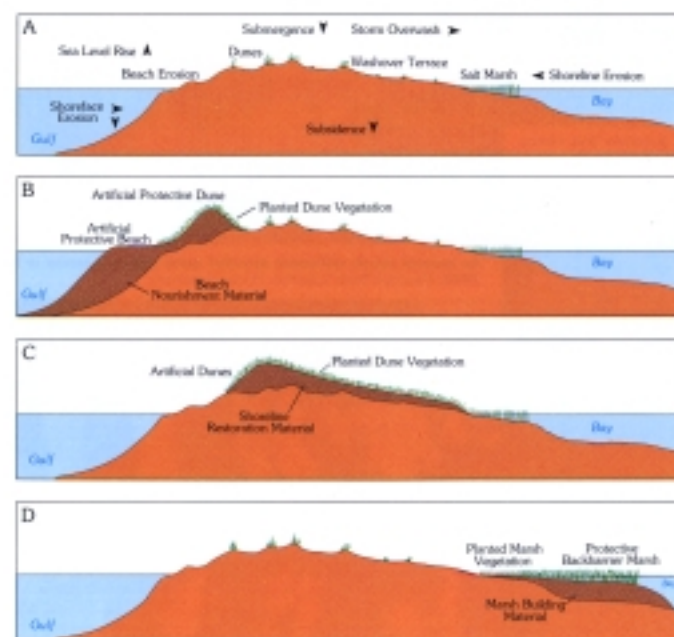 A
Submergence
Storm Overwash
Sea Level Rise
Dunes
Washover Terrace
Beach Erosion
Salt Marsh
Shoreline Erosion
Shoreface
Erosion
Bay
Gulf
Subsidence
B
Artificial Protective Dune
Planted Dune Vegetation
Artificial
Protective Beach
Bay
Gulf
Beach
Nourishment Material
C
Artificial Dunes
Planted Dune Vegetation
Shoreline
Restoration Material
Bay
Gulf
D
Planted Marsh
Vegetation
Protective
Backbarrier Marsh
Marsh Building
Material
Gulf